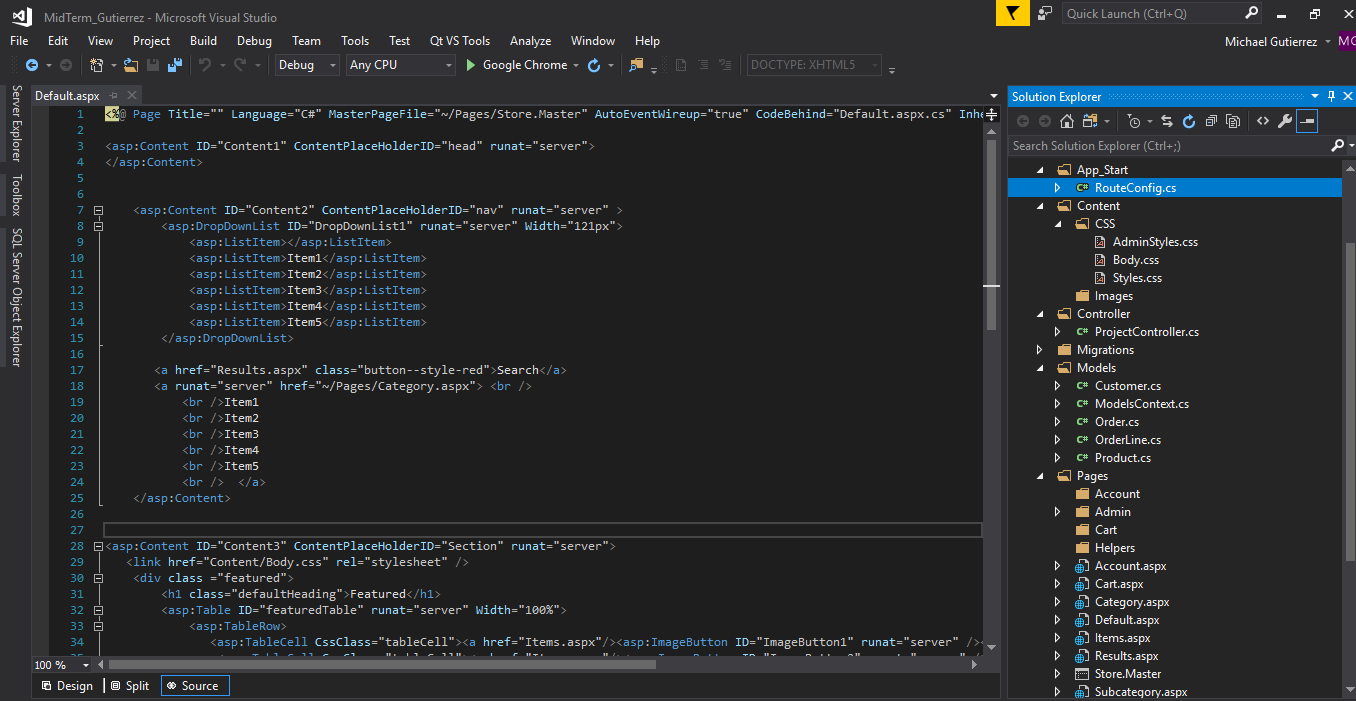 MidTerm_Gutierrez - Microsoft Visual Studio
Quick Launch (Ctrl+Q)
File Edit View Project Build Debug Team Tools Test Qt VS Tools Analyze Window Help
Michael Gutierrez
Debug Any CPU Google Chrome DOCTYPE: XHTML5
Server Explorer
Toolbox
SQL Server Object Explorer
Default.aspx
1 <%@ Page Title="" Language="C#" MasterPageFile="~/Pages/Store.Master" AutoEventWireup="true" CodeBehind="Default.aspx.cs" Inhe
2
3 <asp:Content ID="Content1" ContentPlaceHolderID="head" runat="server">
4 </asp:Content>
5
6
7 <asp:Content ID="Content2" ContentPlaceHolderID="nav" runat="server" >
8 <asp:DropDownList ID="DropDownList1" runat="server" Width="121px">
9 <asp:ListItem></asp:ListItem>
10 <asp:ListItem>Item1</asp:ListItem>
11 <asp:ListItem>Item2</asp:ListItem>
12 <asp:ListItem>Item3</asp:ListItem>
13 <asp:ListItem>Item4</asp:ListItem>
14 <asp:ListItem>Item5</asp:ListItem>
15 </asp:DropDownList>
16
17 <a href="Results.aspx" class="button--style-red">Search</a>
18 <a runat="server" href="~/Pages/Category.aspx"> <br />
19 <br />Item1
20 <br />Item2
21 <br />Item3
22 <br />Item4
23 <br />Item5
24 <br /> </a>
25 </asp:Content>
26
27
28 <asp:Content ID="Content3" ContentPlaceHolderID="Section" runat="server">
29 <link href="Content/Body.css" rel="stylesheet" />
30 <div class ="featured">
31 <h1 class="defaultHeading">Featured</h1>
32 <asp:Table ID="featuredTable" runat="server" Width="100%">
33 <asp:TableRow>
34 <asp:TableCell CssClass="tableCell"><a href="Items.aspx"/><asp:ImageButton ID="ImageButton1" runat="server" /><
100 %
Design Split Source
Solution Explorer
Search Solution Explorer (Ctrl+;)
App_Start
C# RouteConfig.cs
Content
CSS
AdminStyles.css
Body.css
Styles.css
Images
Controller
C# ProjectController.cs
Migrations
Models
C# Customer.cs
C# ModelsContext.cs
C# Order.cs
C# OrderLine.cs
C# Product.cs
Pages
Account
Admin
Cart
Helpers
Account.aspx
Cart.aspx
Category.aspx
Default.aspx
Items.aspx
Results.aspx
Store.Master
Subcategory.aspx